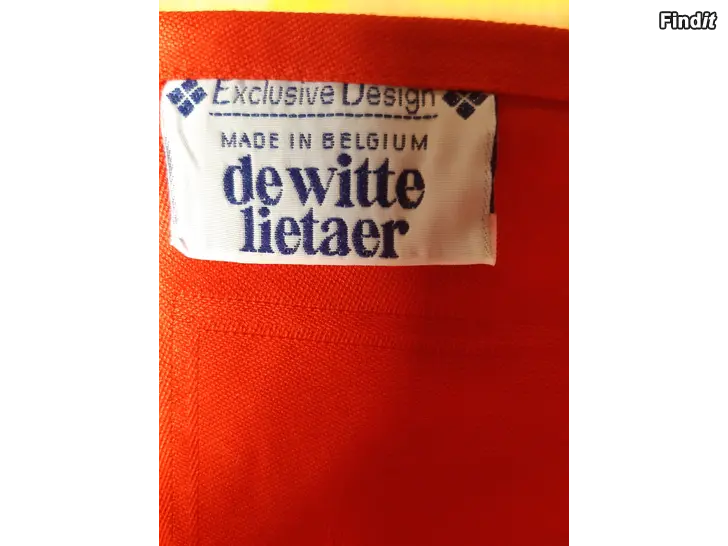 Findit
Exclusive Design
MADE IN BELGIUM
de witte
lietaer